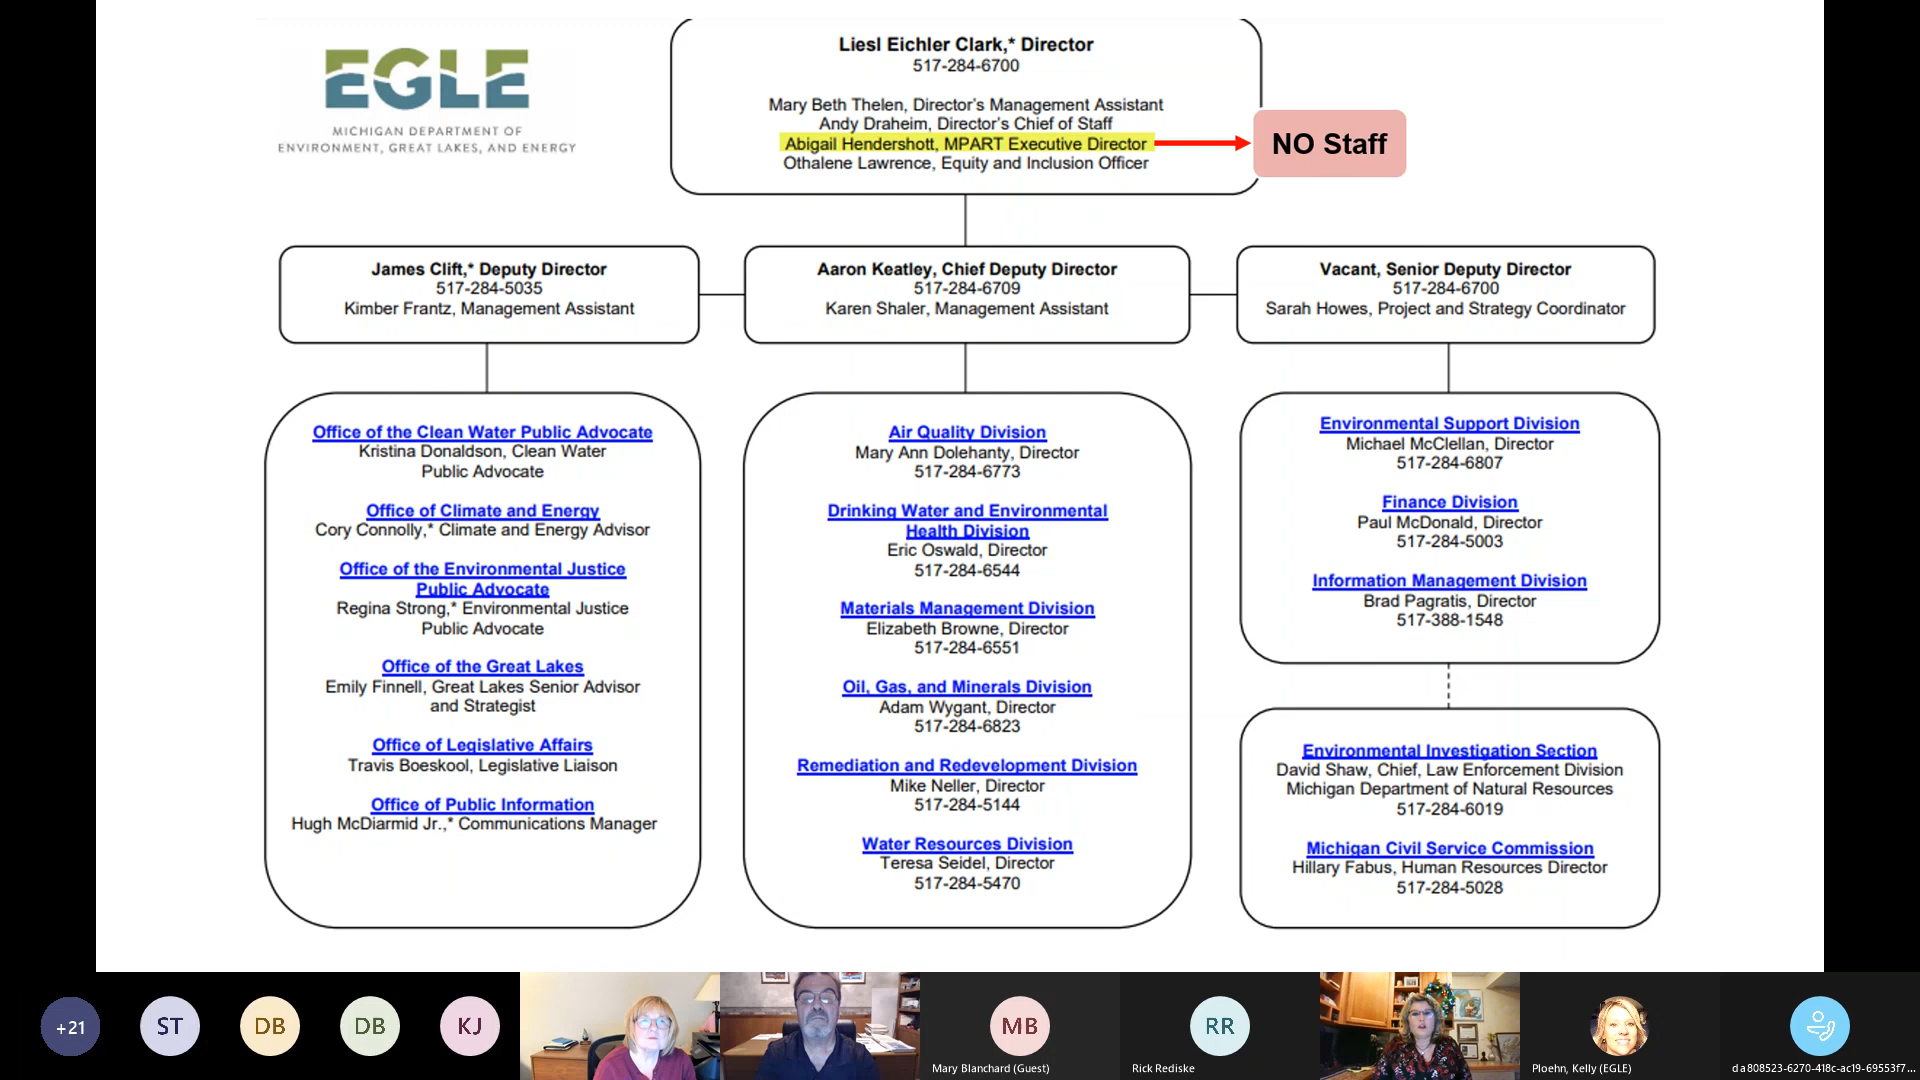 EGLE
MICHIGAN DEPARTMENT OF
ENVIRONMENT, GREAT LAKES, AND ENERGY
Liesl Eichler Clark,* Director
517-284-6700
Mary Beth Thelen, Director's Management Assistant
Andy Draheim, Director's Chief of Staff
Abigail Hendershott, MPART Executive Director
Othalene Lawrence, Equity and Inclusion Officer
NO Staff
James Clift,* Deputy Director
517-284-5035
Kimber Frantz, Management Assistant
Aaron Keatley, Chief Deputy Director
517-284-6709
Karen Shaler, Management Assistant
Vacant, Senior Deputy Director
517-284-6700
Sarah Howes, Project and Strategy Coordinator
Office of the Clean Water Public Advocate
Kristina Donaldson, Clean Water
Public Advocate
Office of Climate and Energy
Cory Connolly,* Climate and Energy Advisor
Office of the Environmental Justice
Public Advocate
Regina Strong,* Environmental Justice
Public Advocate
Office of the Great Lakes
Emily Finnell, Great Lakes Senior Advisor
and Strategist
Office of Legislative Affairs
Travis Boeskool, Legislative Liaison
Office of Public Information
Hugh McDiarmid Jr.,* Communications Manager
Air Quality Division
Mary Ann Dolehanty, Director
517-284-6773
Drinking Water and Environmental
Health Division
Eric Oswald, Director
517-284-6544
Materials Management Division
Elizabeth Browne, Director
517-284-6551
Oil, Gas, and Minerals Division
Adam Wygant, Director
517-284-6823
Remediation and Redevelopment Division
Mike Neller, Director
517-284-5144
Water Resources Division
Teresa Seidel, Director
517-284-5470
Environmental Support Division
Michael McClellan, Director
517-284-6807
Finance Division
Paul McDonald, Director
517-284-5003
Information Management Division
Brad Pagratis, Director
517-388-1548
Environmental Investigation Section
David Shaw, Chief, Law Enforcement Division
Michigan Department of Natural Resources
517-284-6019
Michigan Civil Service Commission
Hillary Fabus, Human Resources Director
517-284-5028
+21
ST
DB
DB
KJ
MB
Mary Blanchard (Guest)
RR
Rick Rediske
Ploehn, Kelly (EGLE)
da808523-6270-418c-ac19-69553f7...